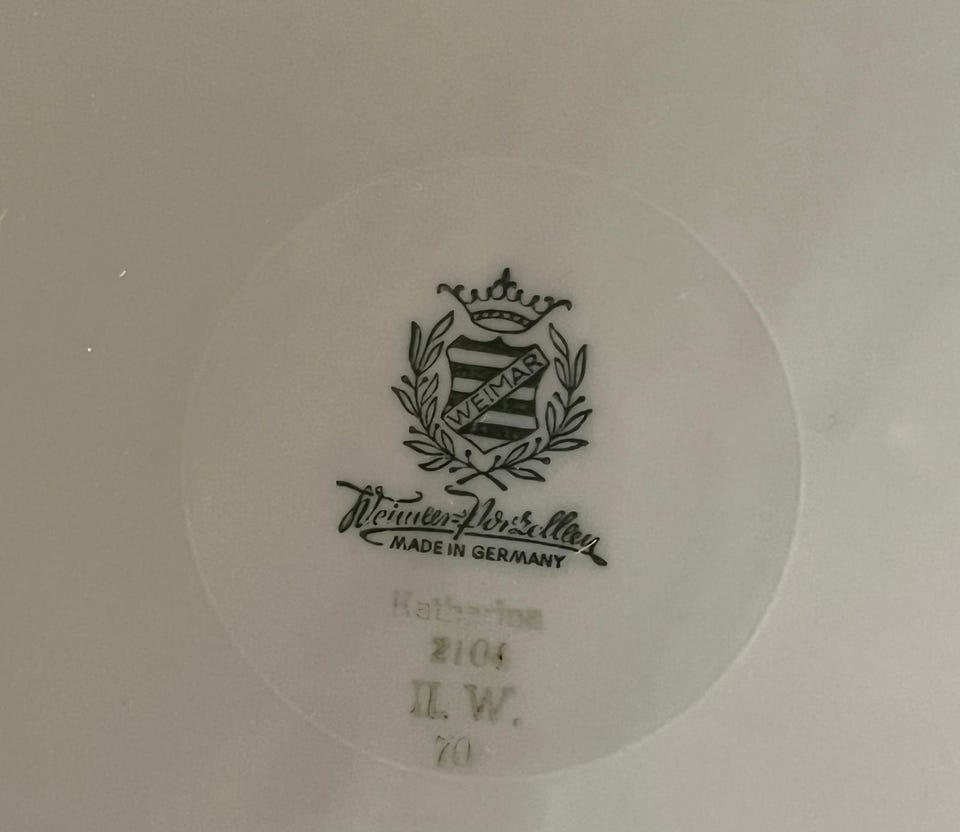 WEIMAR
Weimar-Porzellan
MADE IN GERMANY
Katharina
II. W.
70